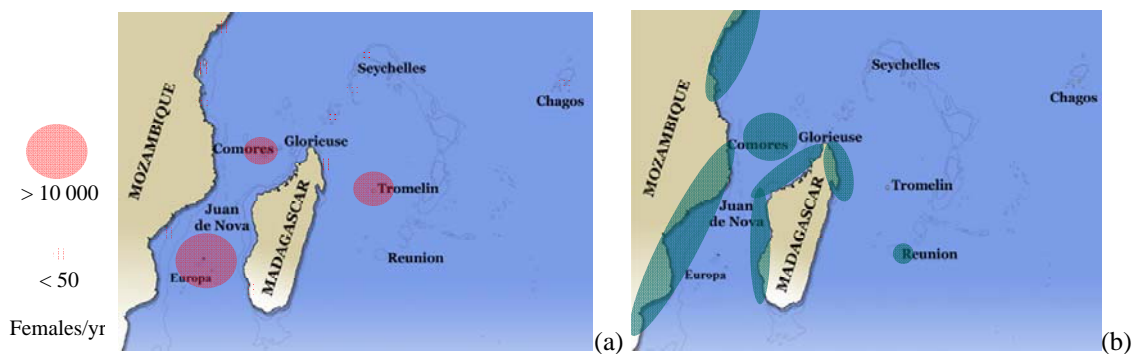 > 10 000
< 50
Females/yr
MOZAMBIQUE
Seychelles
Chagos
Comores
Glorieuse
Tromelin
Juan
de Nova
MADAGASCAR
Reunion
Europa
(a)
MOZAMBIQUE
Seychelles
Chagos
Comores
Glorieuse
Tromelin
Juan
de Nova
MADAGASCAR
Reunion
Europa
(b)